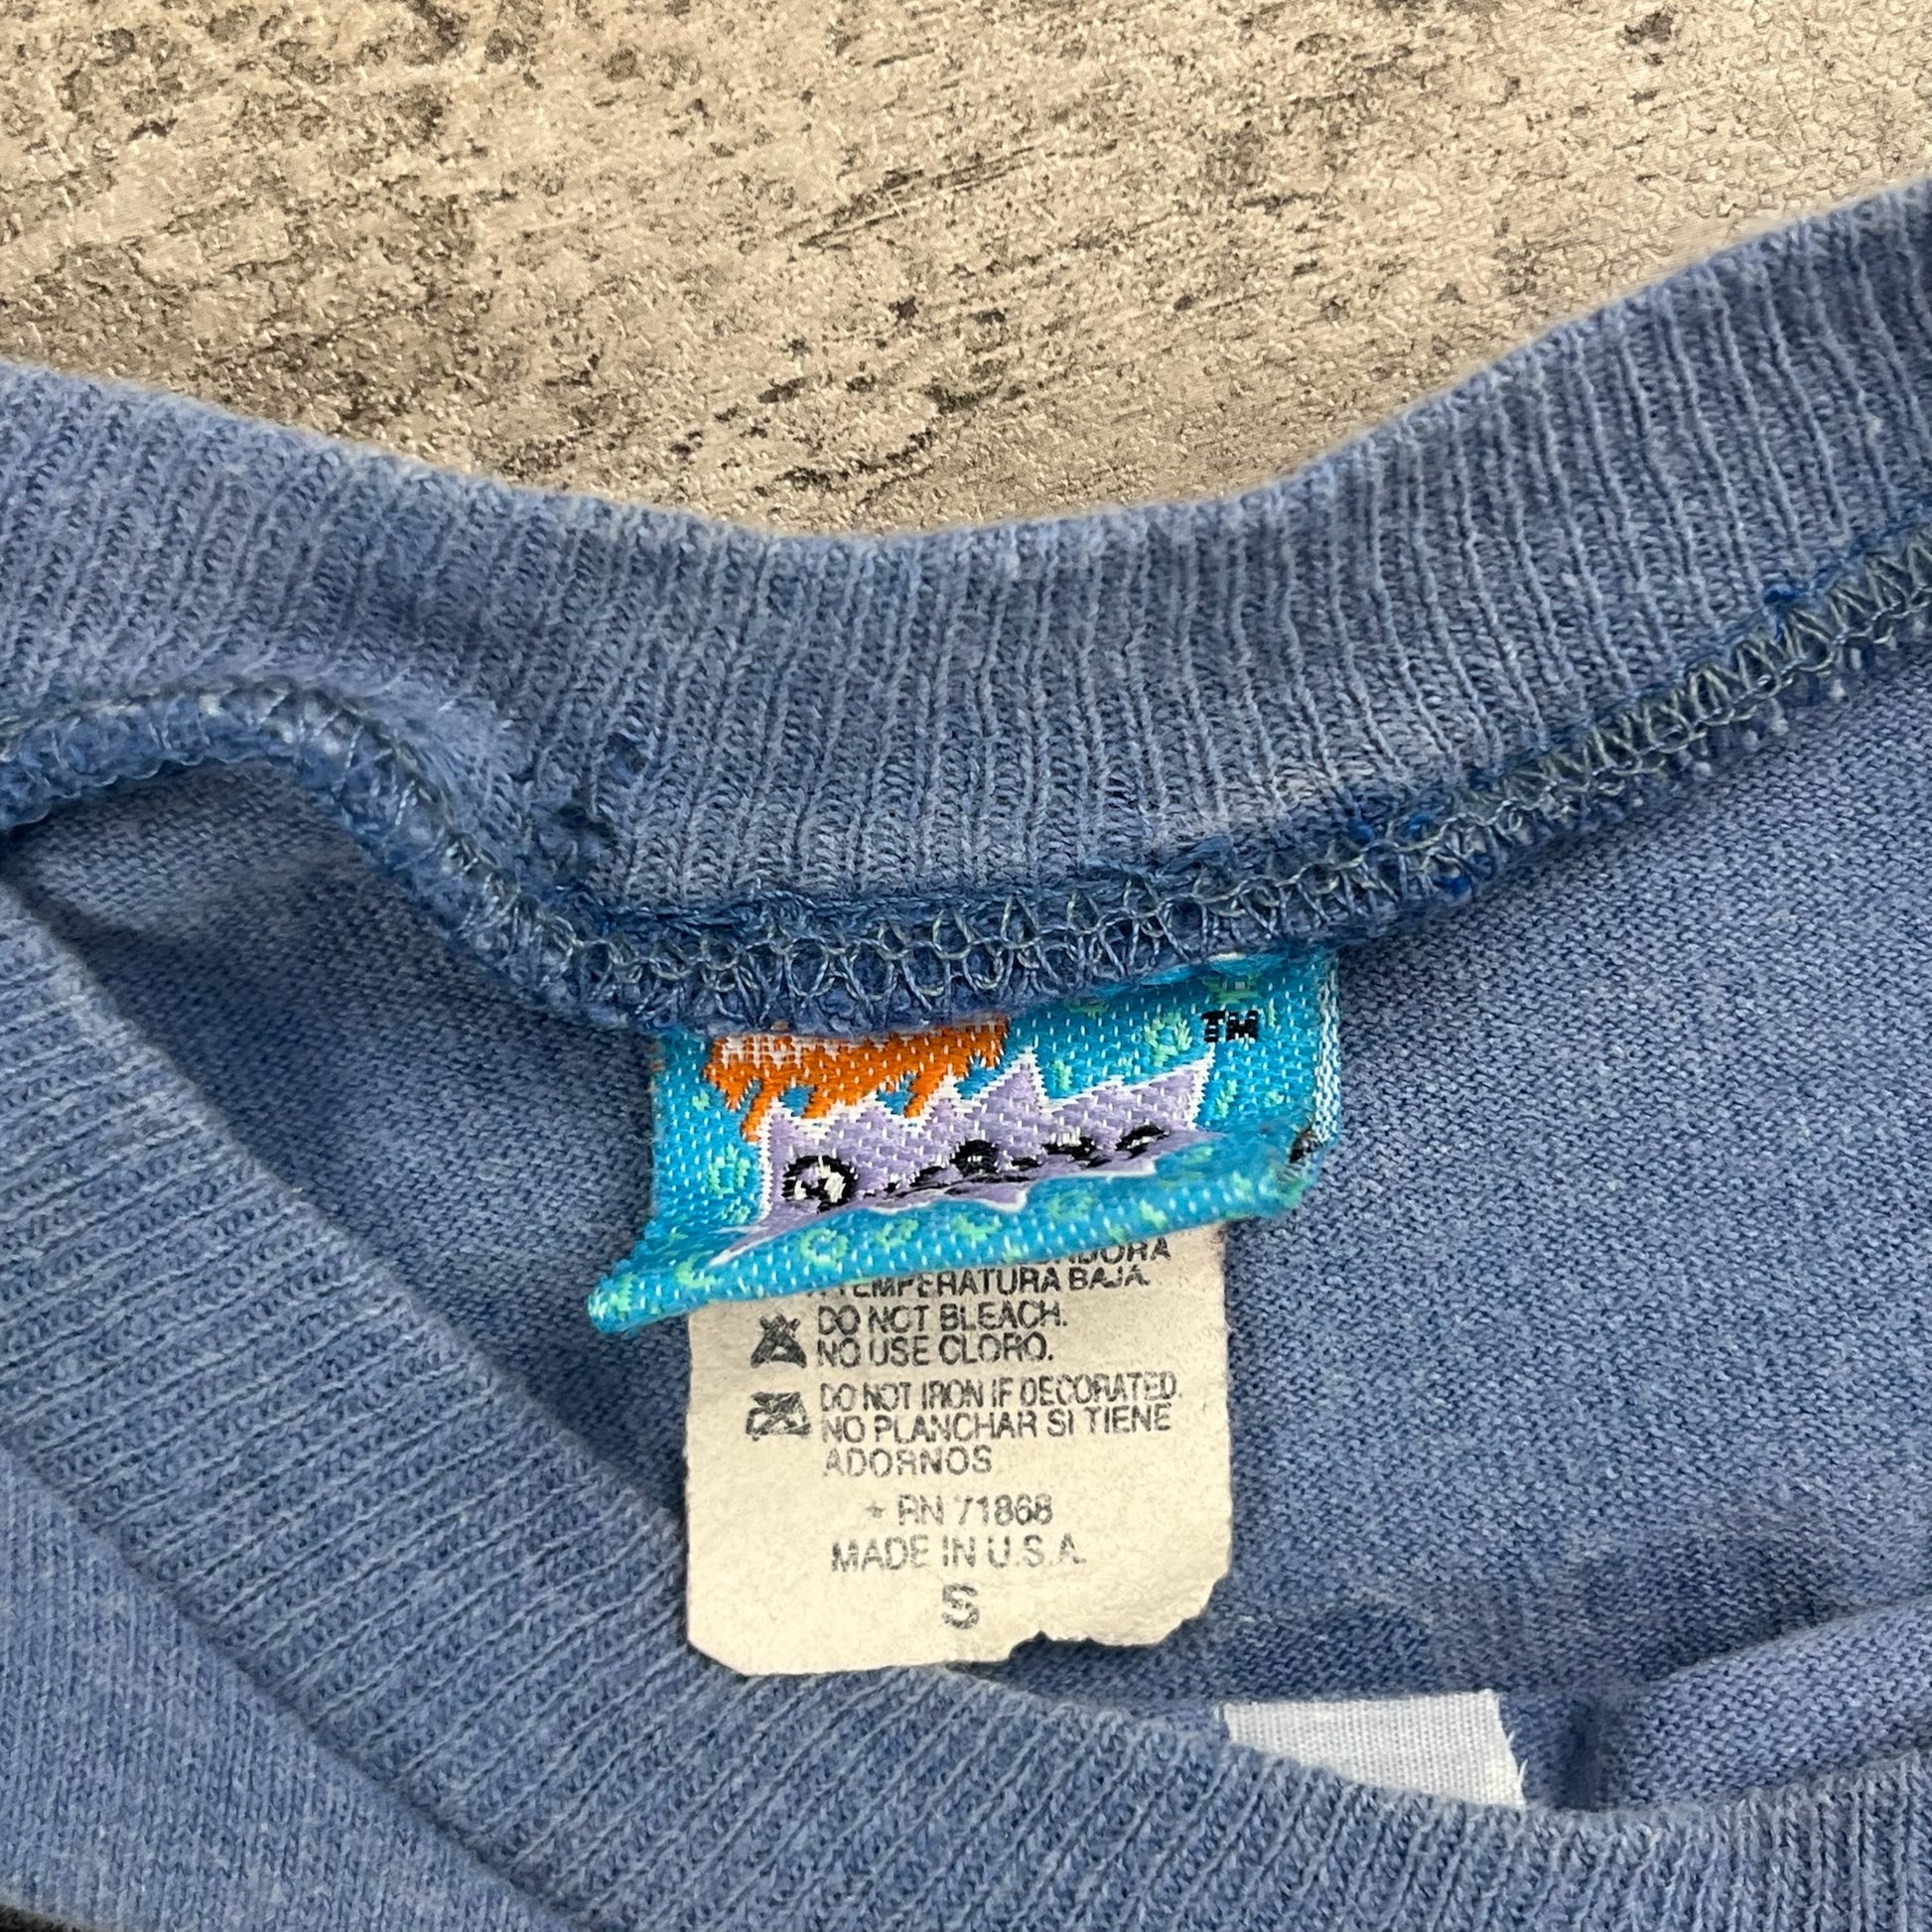 TM
TEMPERATURA BAJA.
DO NOT BLEACH.
NO USE CLORO.
DO NOT IRON IF DECORATED.
NO PLANCHAR SI TIENE
ADORNOS
+ RN 71868
MADE IN U.S.A.
S